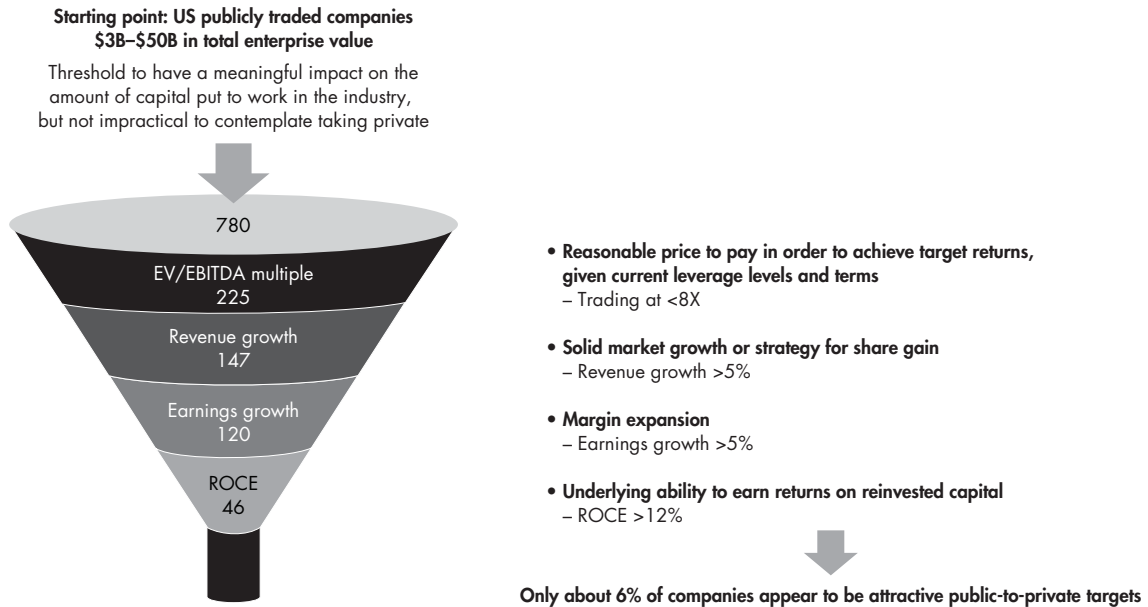 Starting point: US publicly traded companies
$3B–$50B in total enterprise value
Threshold to have a meaningful impact on the
amount of capital put to work in the industry,
but not impractical to contemplate taking private
780
EV/EBITDA multiple
225
Revenue growth
147
Earnings growth
120
ROCE
46
• Reasonable price to pay in order to achieve target returns,
given current leverage levels and terms
– Trading at <8X
• Solid market growth or strategy for share gain
– Revenue growth >5%
• Margin expansion
– Earnings growth >5%
• Underlying ability to earn returns on reinvested capital
– ROCE >12%
Only about 6% of companies appear to be attractive public-to-private targets